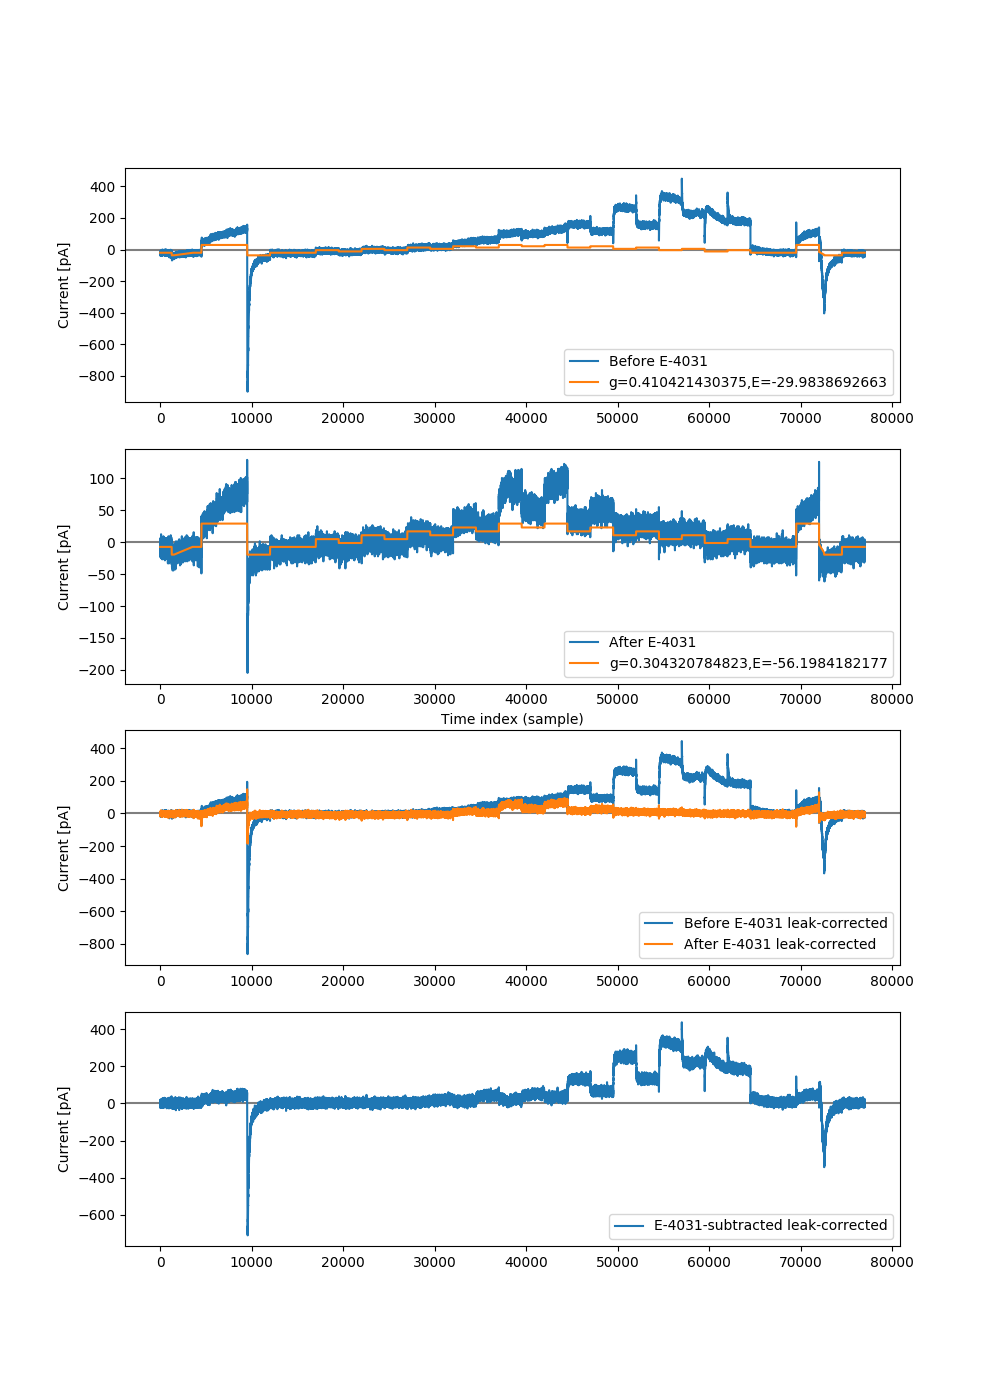 400
200
0
−200
−400
−600
−800
Current [pA]
Before E-4031
g=0.410421430375,E=-29.9838692663
0 10000 20000 30000 40000 50000 60000 70000 80000
100
50
0
−50
−100
−150
−200
Current [pA]
After E-4031
g=0.304320784823,E=-56.1984182177
0 10000 20000 30000 40000 50000 60000 70000 80000
Time index (sample)
400
200
0
−200
−400
−600
−800
Current [pA]
Before E-4031 leak-corrected
After E-4031 leak-corrected
0 10000 20000 30000 40000 50000 60000 70000 80000
400
200
0
−200
−400
−600
Current [pA]
E-4031-subtracted leak-corrected
0 10000 20000 30000 40000 50000 60000 70000 80000